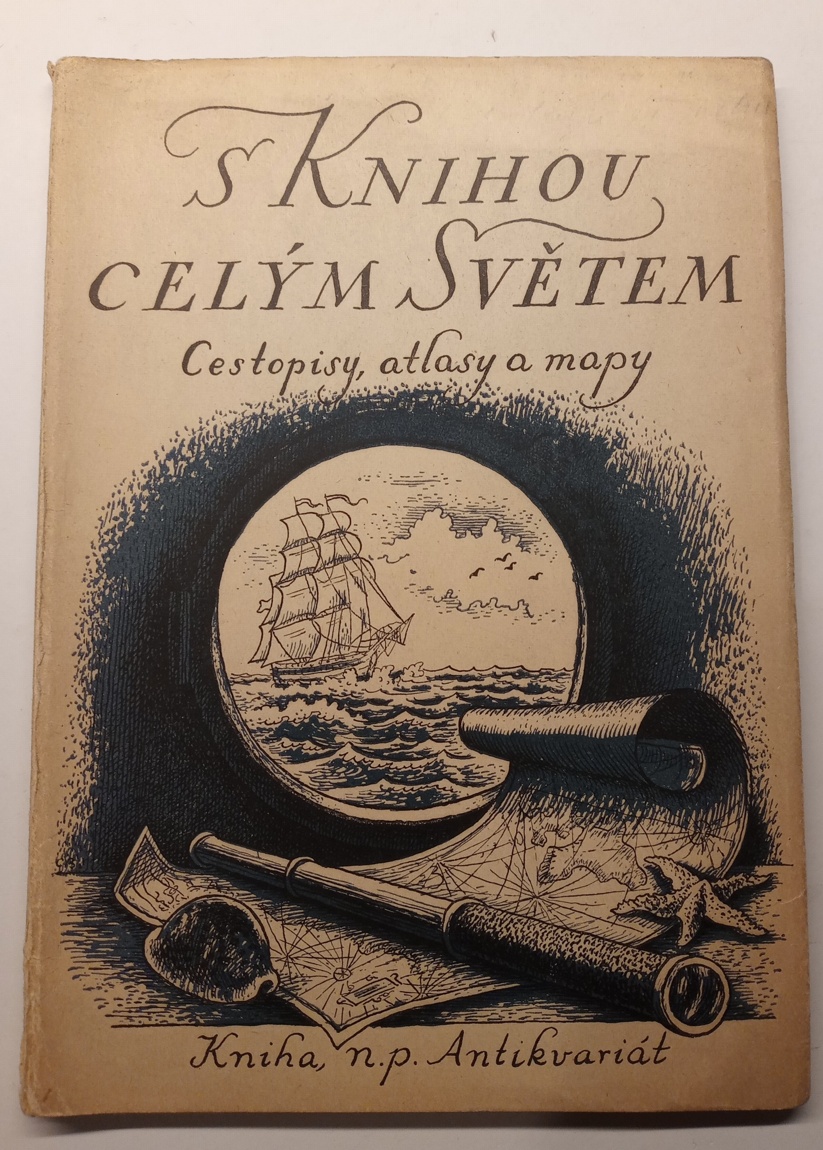 s Knihou
celým Světem
Cestopisy, atlasy a mapy
Kniha, n.p. Antikvariát